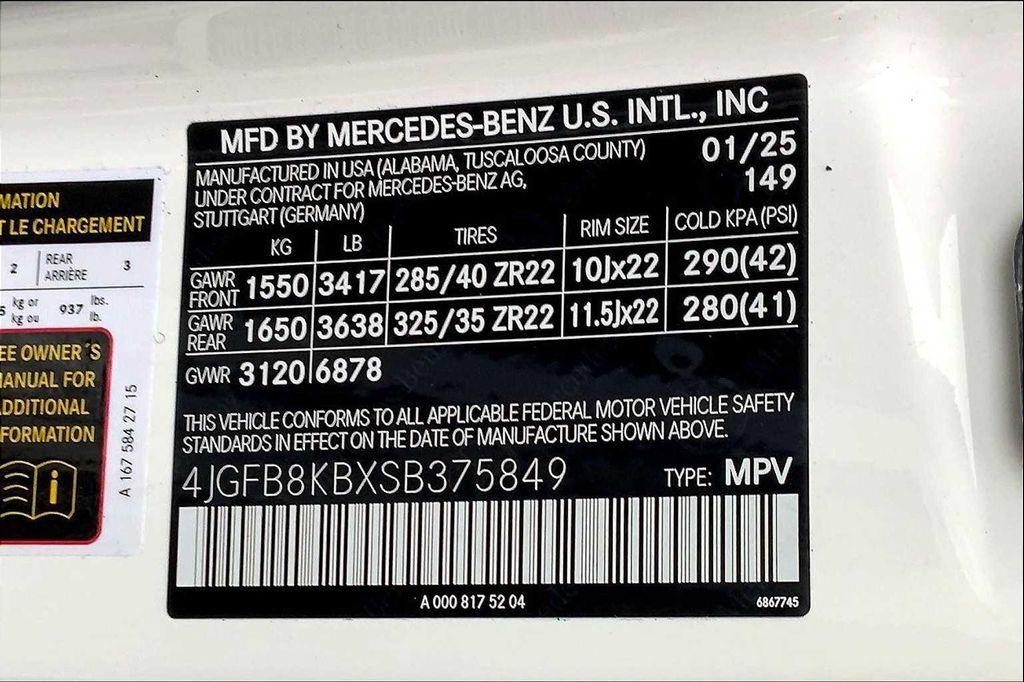 MATION
T LE CHARGEMENT
2 REAR ARRIÈRE 3
5 kg or kg ou 937 lbs. lb.
EE OWNER'S
ANUAL FOR
DDITIONAL
FORMATION
i
A 167 584 27 15
MFD BY MERCEDES-BENZ U.S. INTL., INC
MANUFACTURED IN USA (ALABAMA, TUSCALOOSA COUNTY) 01/25
UNDER CONTRACT FOR MERCEDES-BENZ AG, 149
STUTTGART (GERMANY)
KG LB TIRES RIM SIZE COLD KPA (PSI)
GAWR FRONT 1550 3417 285/40 ZR22 10Jx22 290(42)
GAWR REAR 1650 3638 325/35 ZR22 11.5Jx22 280(41)
GVWR 3120 6878
THIS VEHICLE CONFORMS TO ALL APPLICABLE FEDERAL MOTOR VEHICLE SAFETY
STANDARDS IN EFFECT ON THE DATE OF MANUFACTURE SHOWN ABOVE.
4JGFB8KBXSB375849 TYPE: MPV
A 000 817 52 04 6867745